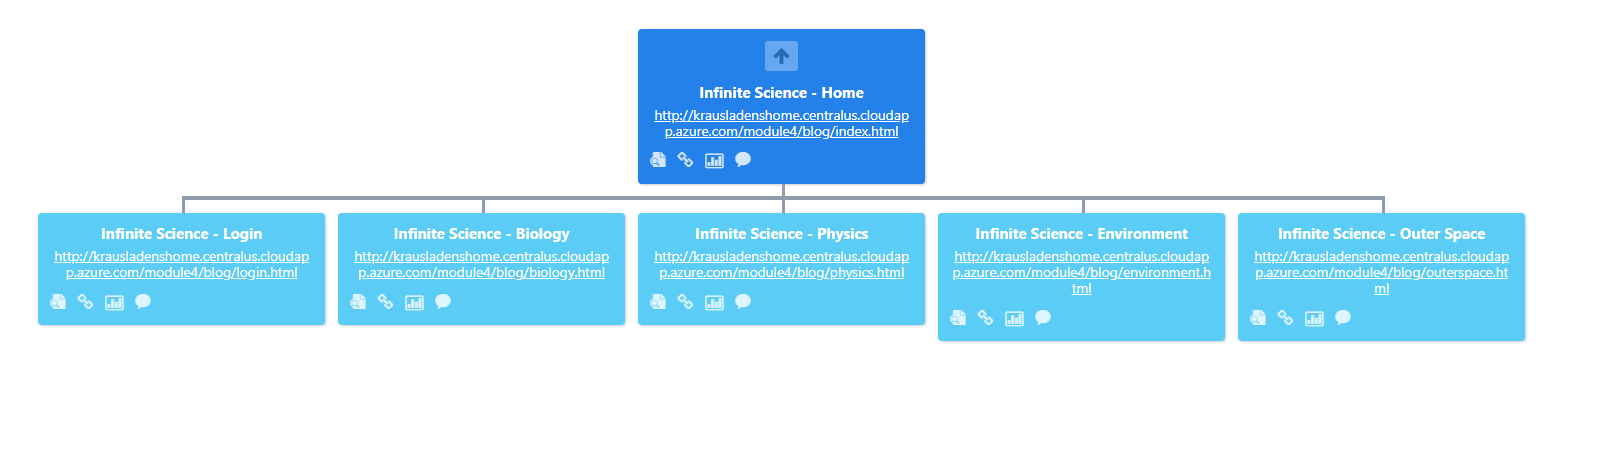 Infinite Science - Home
http://krausladenshome.centralus.cloudap
p.azure.com/module4/blog/index.html
Infinite Science - Login
http://krausladenshome.centralus.cloudap
p.azure.com/module4/blog/login.html
Infinite Science - Biology
http://krausladenshome.centralus.cloudap
p.azure.com/module4/blog/biology.html
Infinite Science - Physics
http://krausladenshome.centralus.cloudap
p.azure.com/module4/blog/physics.html
Infinite Science - Environment
http://krausladenshome.centralus.cloudap
p.azure.com/module4/blog/environment.h
tml
Infinite Science - Outer Space
http://krausladenshome.centralus.cloudap
p.azure.com/module4/blog/outerspace.ht
ml